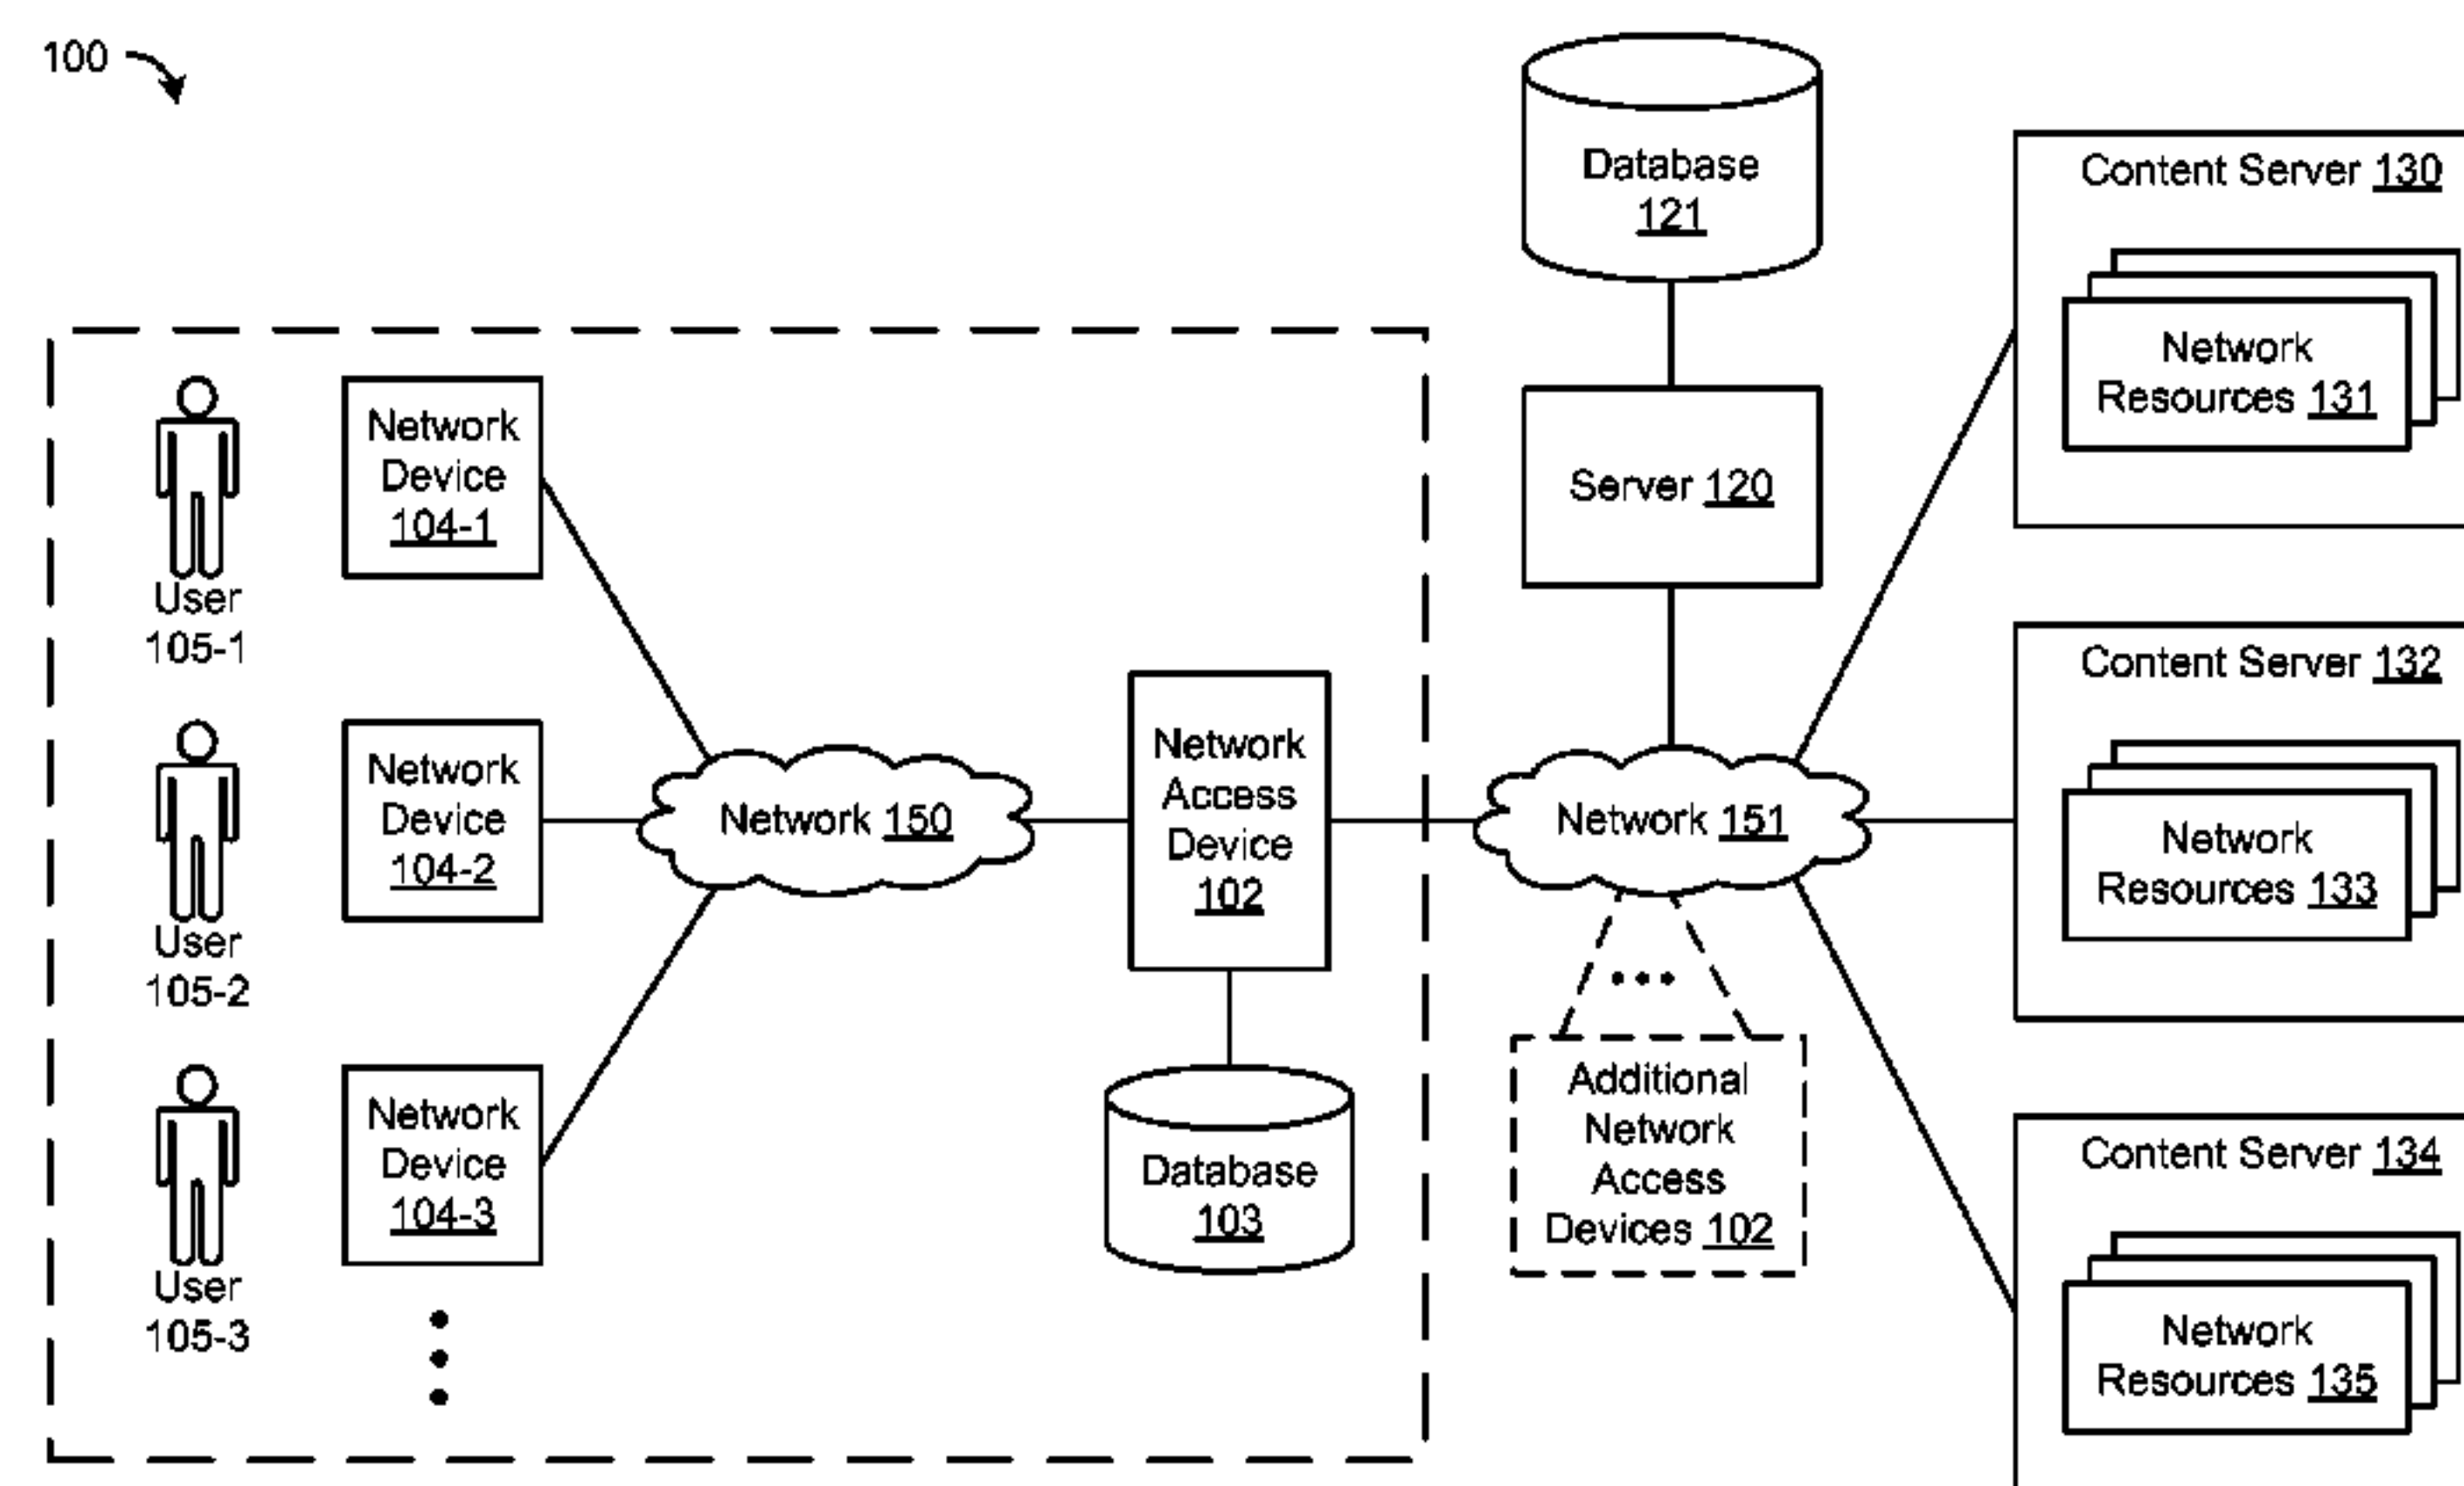 100
Database
121
Content Server 130
Network
Resources 131
Server 120
Network
Device
104-1
User
105-1
Content Server 132
Network
Resources 133
Network
Device
104-2
User
105-2
Network 150
Network
Access
Device
102
Network 151
Database
103
Additional
Network
Access
Devices 102
Network
Device
104-3
User
105-3
Content Server 134
Network
Resources 135